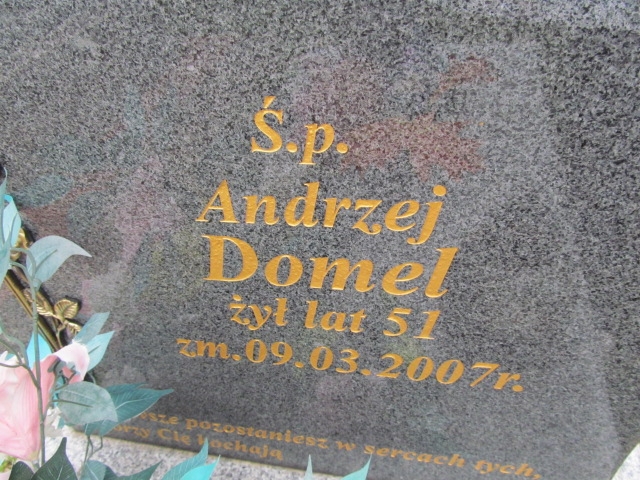 Ś.p.
Andrzej
Domel
żył lat 51
zm.09.03.2007r.
pozostaniesz w sercach tych,
Cię kochają